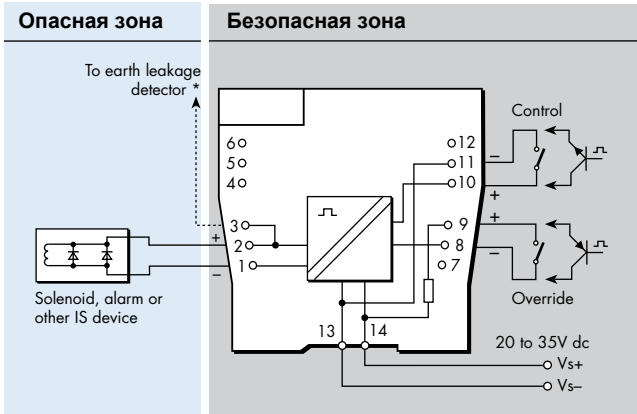 Опасная зона
Безопасная зона
To earth leakage
detector *
Control
6
5
4
3
2
1
+
–
12
11
10
9
8
7
–
+
+
–
Solenoid, alarm or
other IS device
Override
13
14
20 to 35V dc
Vs+
Vs–